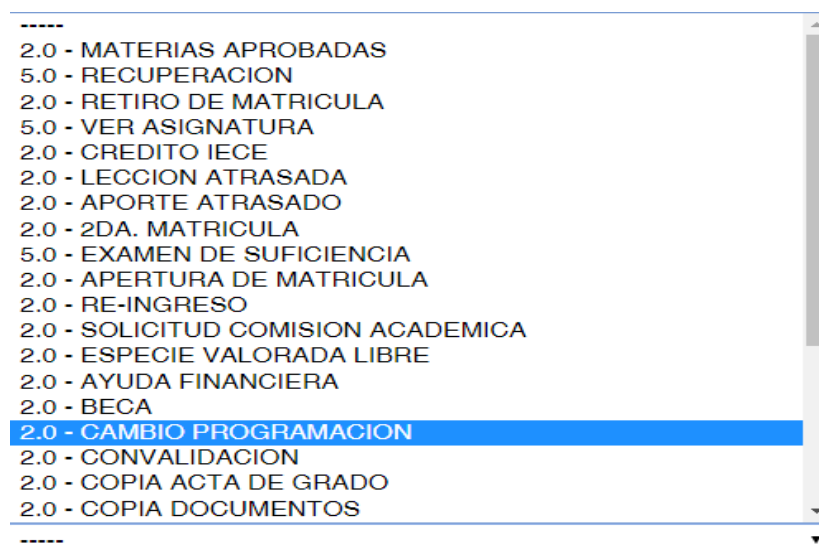 -----
2.0 - MATERIAS APROBADAS
5.0 - RECUPERACION
2.0 - RETIRO DE MATRICULA
5.0 - VER ASIGNATURA
2.0 - CREDITO IECE
2.0 - LECCION ATRASADA
2.0 - APORTE ATRASADO
2.0 - 2DA. MATRICULA
5.0 - EXAMEN DE SUFICIENCIA
2.0 - APERTURA DE MATRICULA
2.0 - RE-INGRESO
2.0 - SOLICITUD COMISION ACADEMICA
2.0 - ESPECIE VALORADA LIBRE
2.0 - AYUDA FINANCIERA
2.0 - BECA
2.0 - CAMBIO PROGRAMACION
2.0 - CONVALIDACION
2.0 - COPIA ACTA DE GRADO
2.0 - COPIA DOCUMENTOS
-----